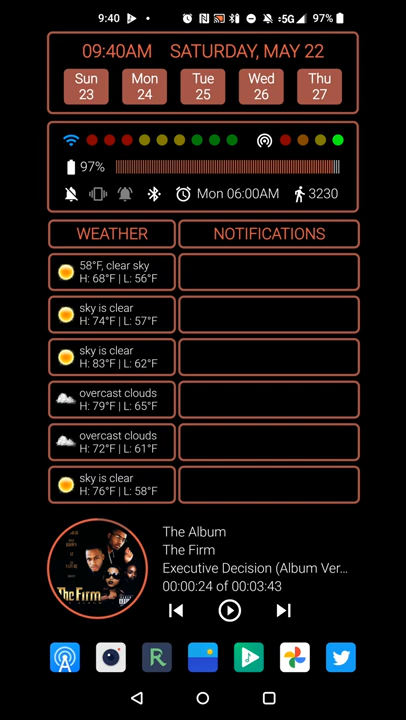 9:40
5G
97%
09:40AM SATURDAY, MAY 22
Sun Mon Tue Wed Thu
23 24 25 26 27
97%
Mon 06:00AM 3230
WEATHER NOTIFICATIONS
58°F, clear sky
H: 68°F | L: 56°F
sky is clear
H: 74°F | L: 57°F
sky is clear
H: 83°F | L: 62°F
overcast clouds
H: 79°F | L: 65°F
overcast clouds
H: 72°F | L: 61°F
sky is clear
H: 76°F | L: 58°F
The Firm
The Album
The Firm
Executive Decision (Album Ver...
00:00:24 of 00:03:43
R